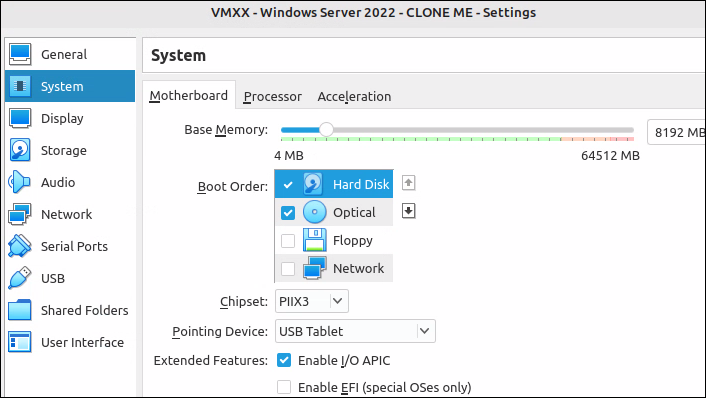 VMXX - Windows Server 2022 - CLONE ME - Settings
General
System
Display
Storage
Audio
Network
Serial Ports
USB
Shared Folders
User Interface
System
Motherboard Processor Acceleration
Base Memory: 8192 MB
4 MB 64512 MB
Boot Order: Hard Disk
Optical
Floppy
Network
Chipset: PIIX3
Pointing Device: USB Tablet
Extended Features: Enable I/O APIC
Enable EFI (special OSes only)